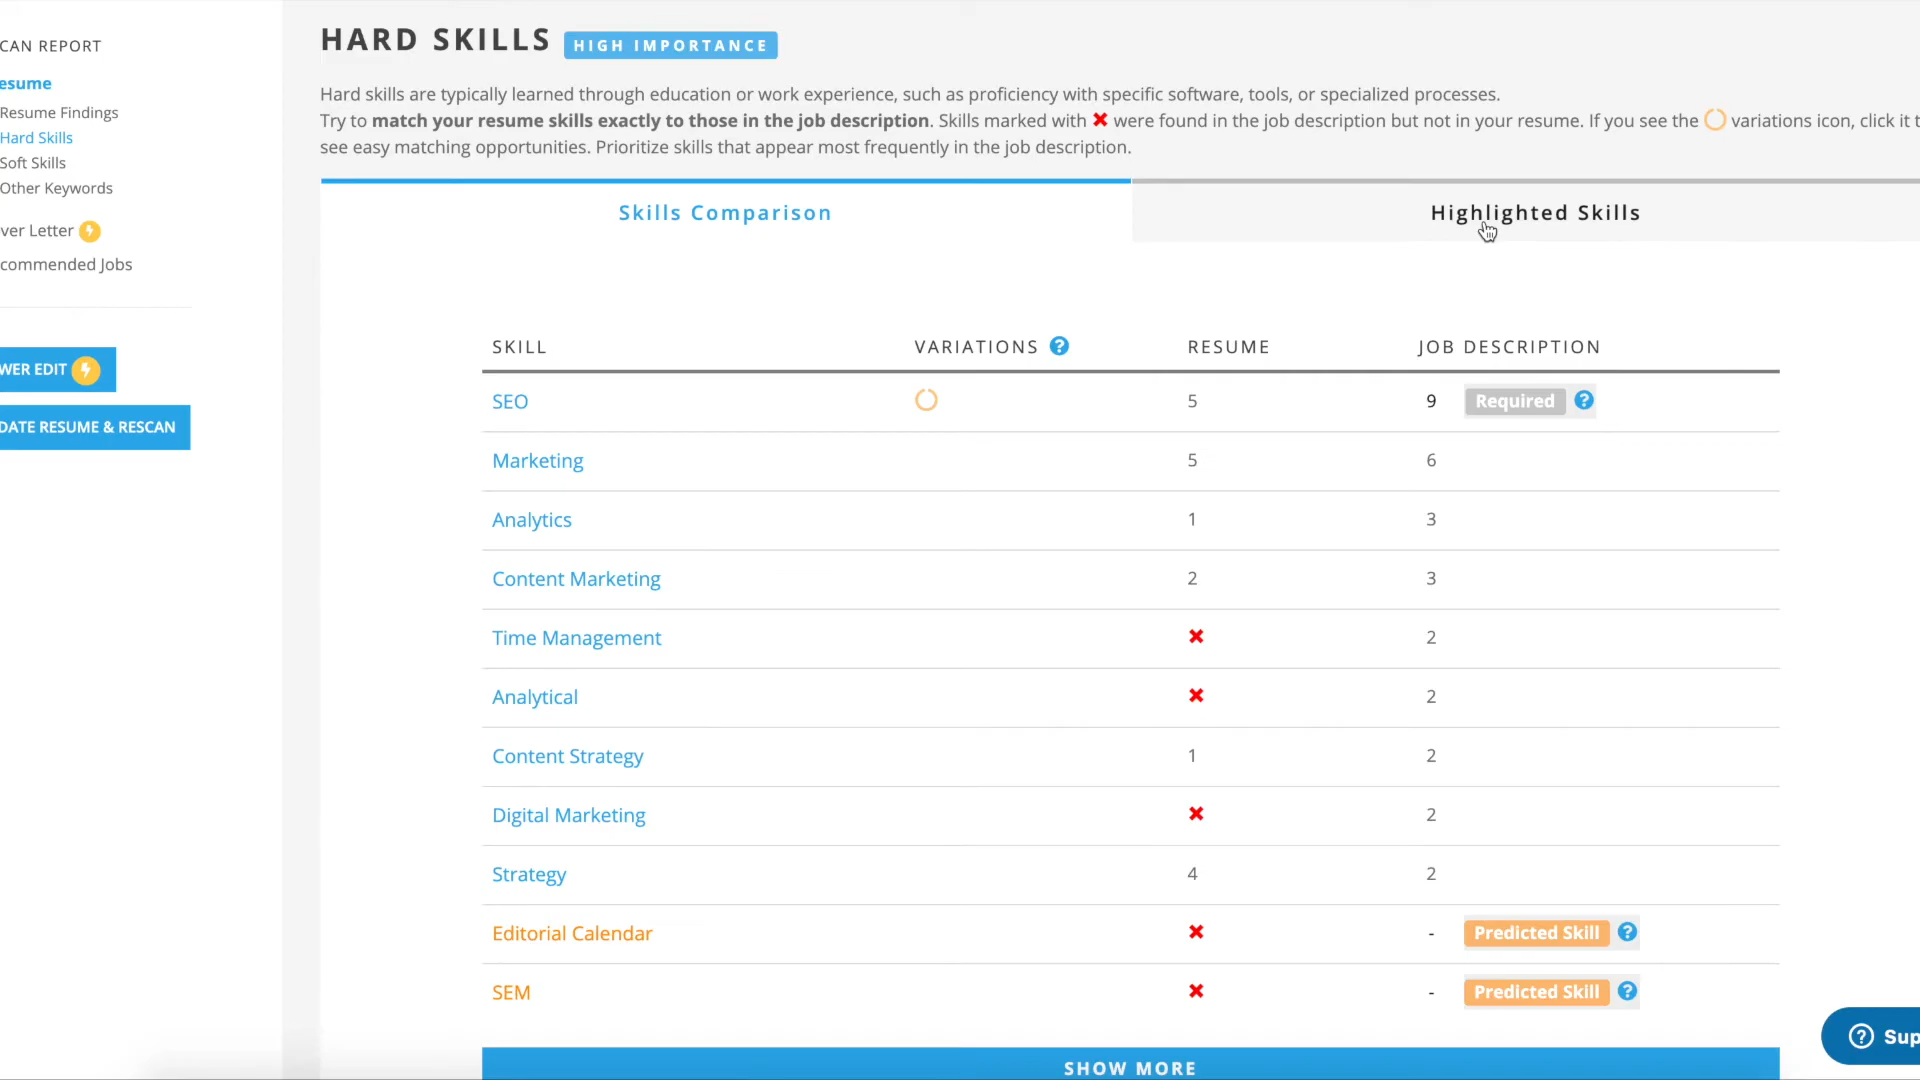 CAN REPORT
esume
Resume Findings
Hard Skills
Soft Skills
Other Keywords
ver Letter
commended Jobs
WER EDIT
DATE RESUME & RESCAN
HARD SKILLS HIGH IMPORTANCE
Hard skills are typically learned through education or work experience, such as proficiency with specific software, tools, or specialized processes.
Try to match your resume skills exactly to those in the job description. Skills marked with ✖ were found in the job description but not in your resume. If you see the variations icon, click it t
see easy matching opportunities. Prioritize skills that appear most frequently in the job description.
Skills Comparison Highlighted Skills
SKILL VARIATIONS ? RESUME JOB DESCRIPTION
SEO 5 9 Required ?
Marketing 5 6
Analytics 1 3
Content Marketing 2 3
Time Management ✖ 2
Analytical ✖ 2
Content Strategy 1 2
Digital Marketing ✖ 2
Strategy 4 2
Editorial Calendar ✖ - Predicted Skill ?
SEM ✖ - Predicted Skill ?
SHOW MORE
? Sup